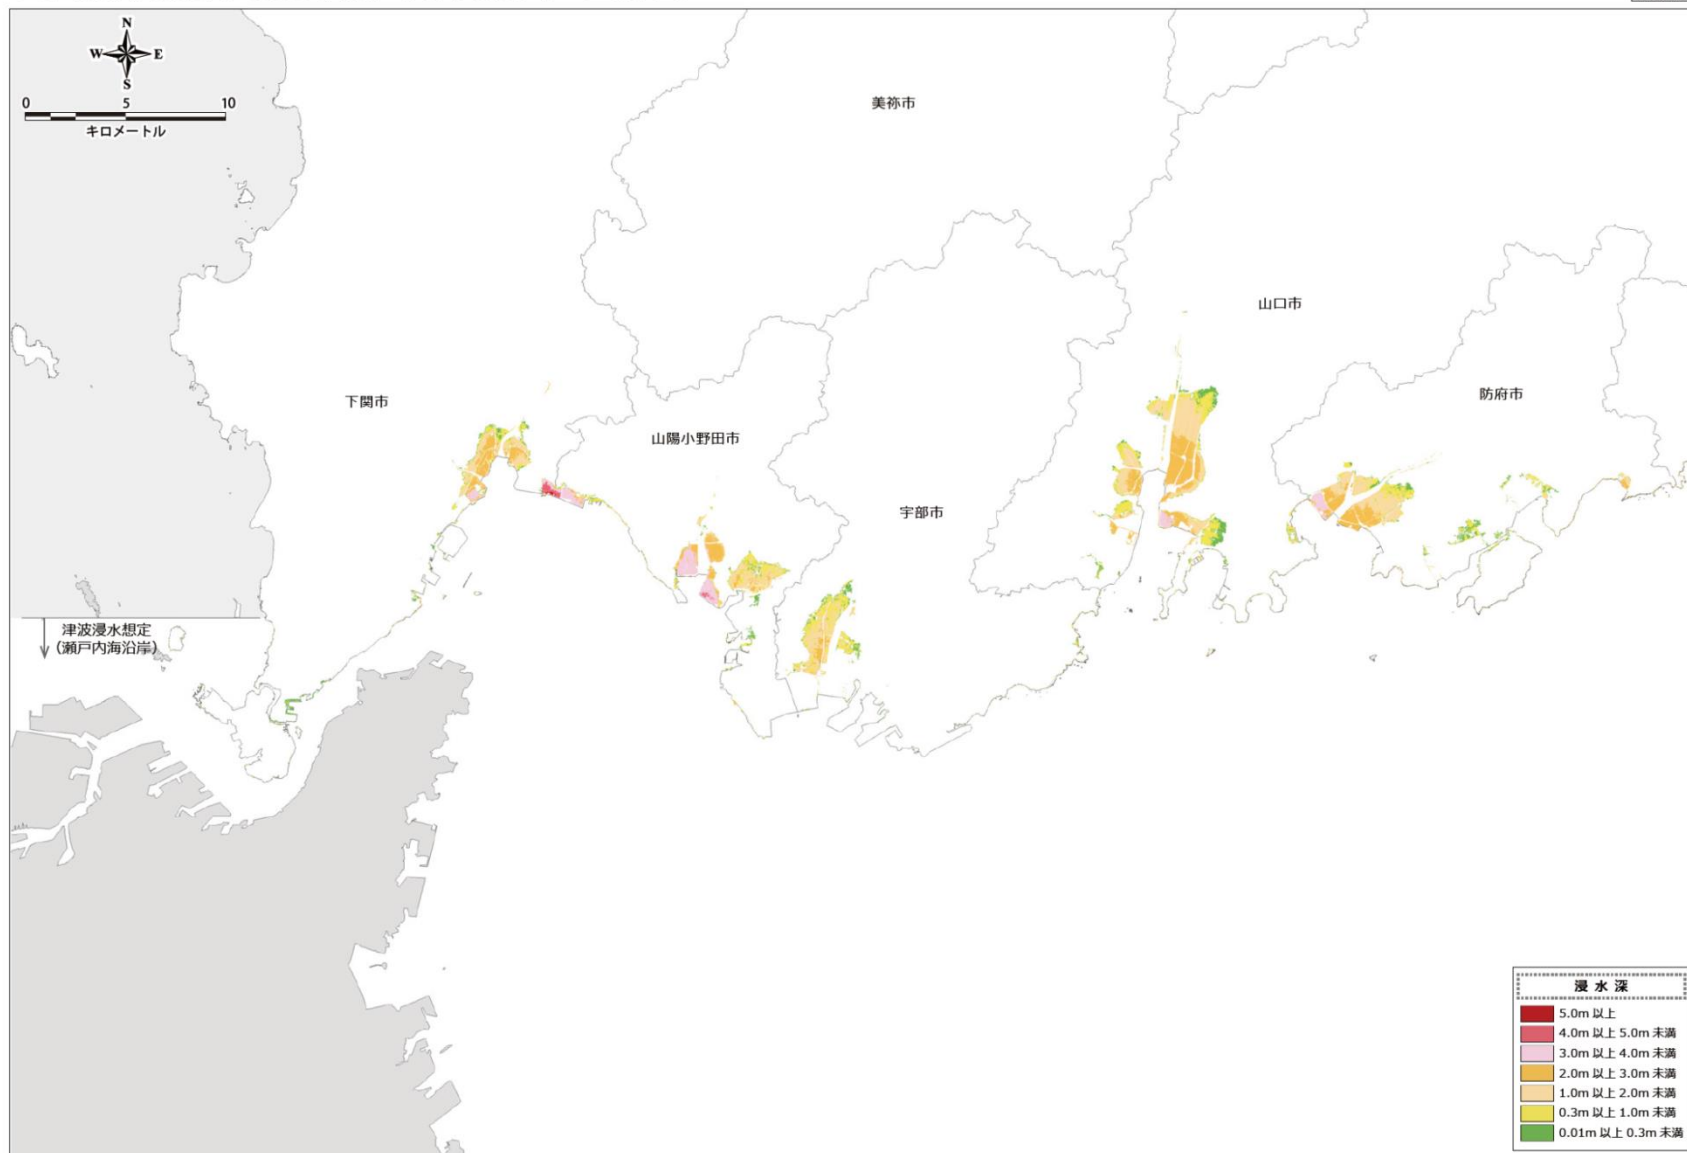 N
W E
S
0 5 10
キロメートル
美祢市
山口市
防府市
下関市
山陽小野田市
宇部市
津波浸水想定
（瀬戸内海沿岸）
浸水深
5.0m 以上
4.0m 以上 5.0m 未満
3.0m 以上 4.0m 未満
2.0m 以上 3.0m 未満
1.0m 以上 2.0m 未満
0.3m 以上 1.0m 未満
0.01m 以上 0.3m 未満